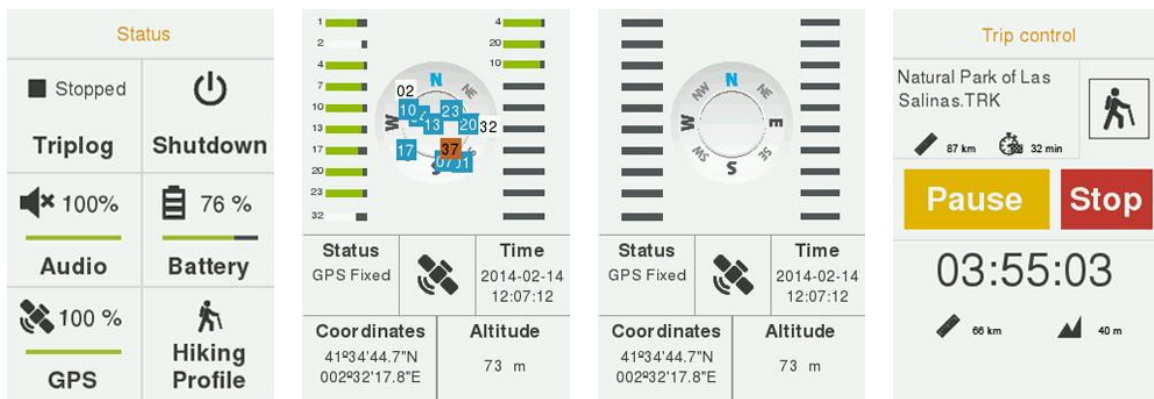 Status
Stopped
Triplog
Shutdown
100%
76 %
Audio
Battery
100 %
GPS
Hiking
Profile
1
2
4
7
10
13
17
20
23
32
4
20
10
N
NE
W
S
02
10
13
23
20
32
17
37
07
01
Status
GPS Fixed
Time
2014-02-14
12:07:12
Coordinates
41º34'44.7"N
002º32'17.8"E
Altitude
73 m
N
NW
NE
W
E
SW
SE
S
Status
GPS Fixed
Time
2014-02-14
12:07:12
Coordinates
41º34'44.7"N
002º32'17.8"E
Altitude
73 m
Trip control
Natural Park of Las
Salinas.TRK
87 km
32 min
Pause
Stop
03:55:03
66 km
40 m